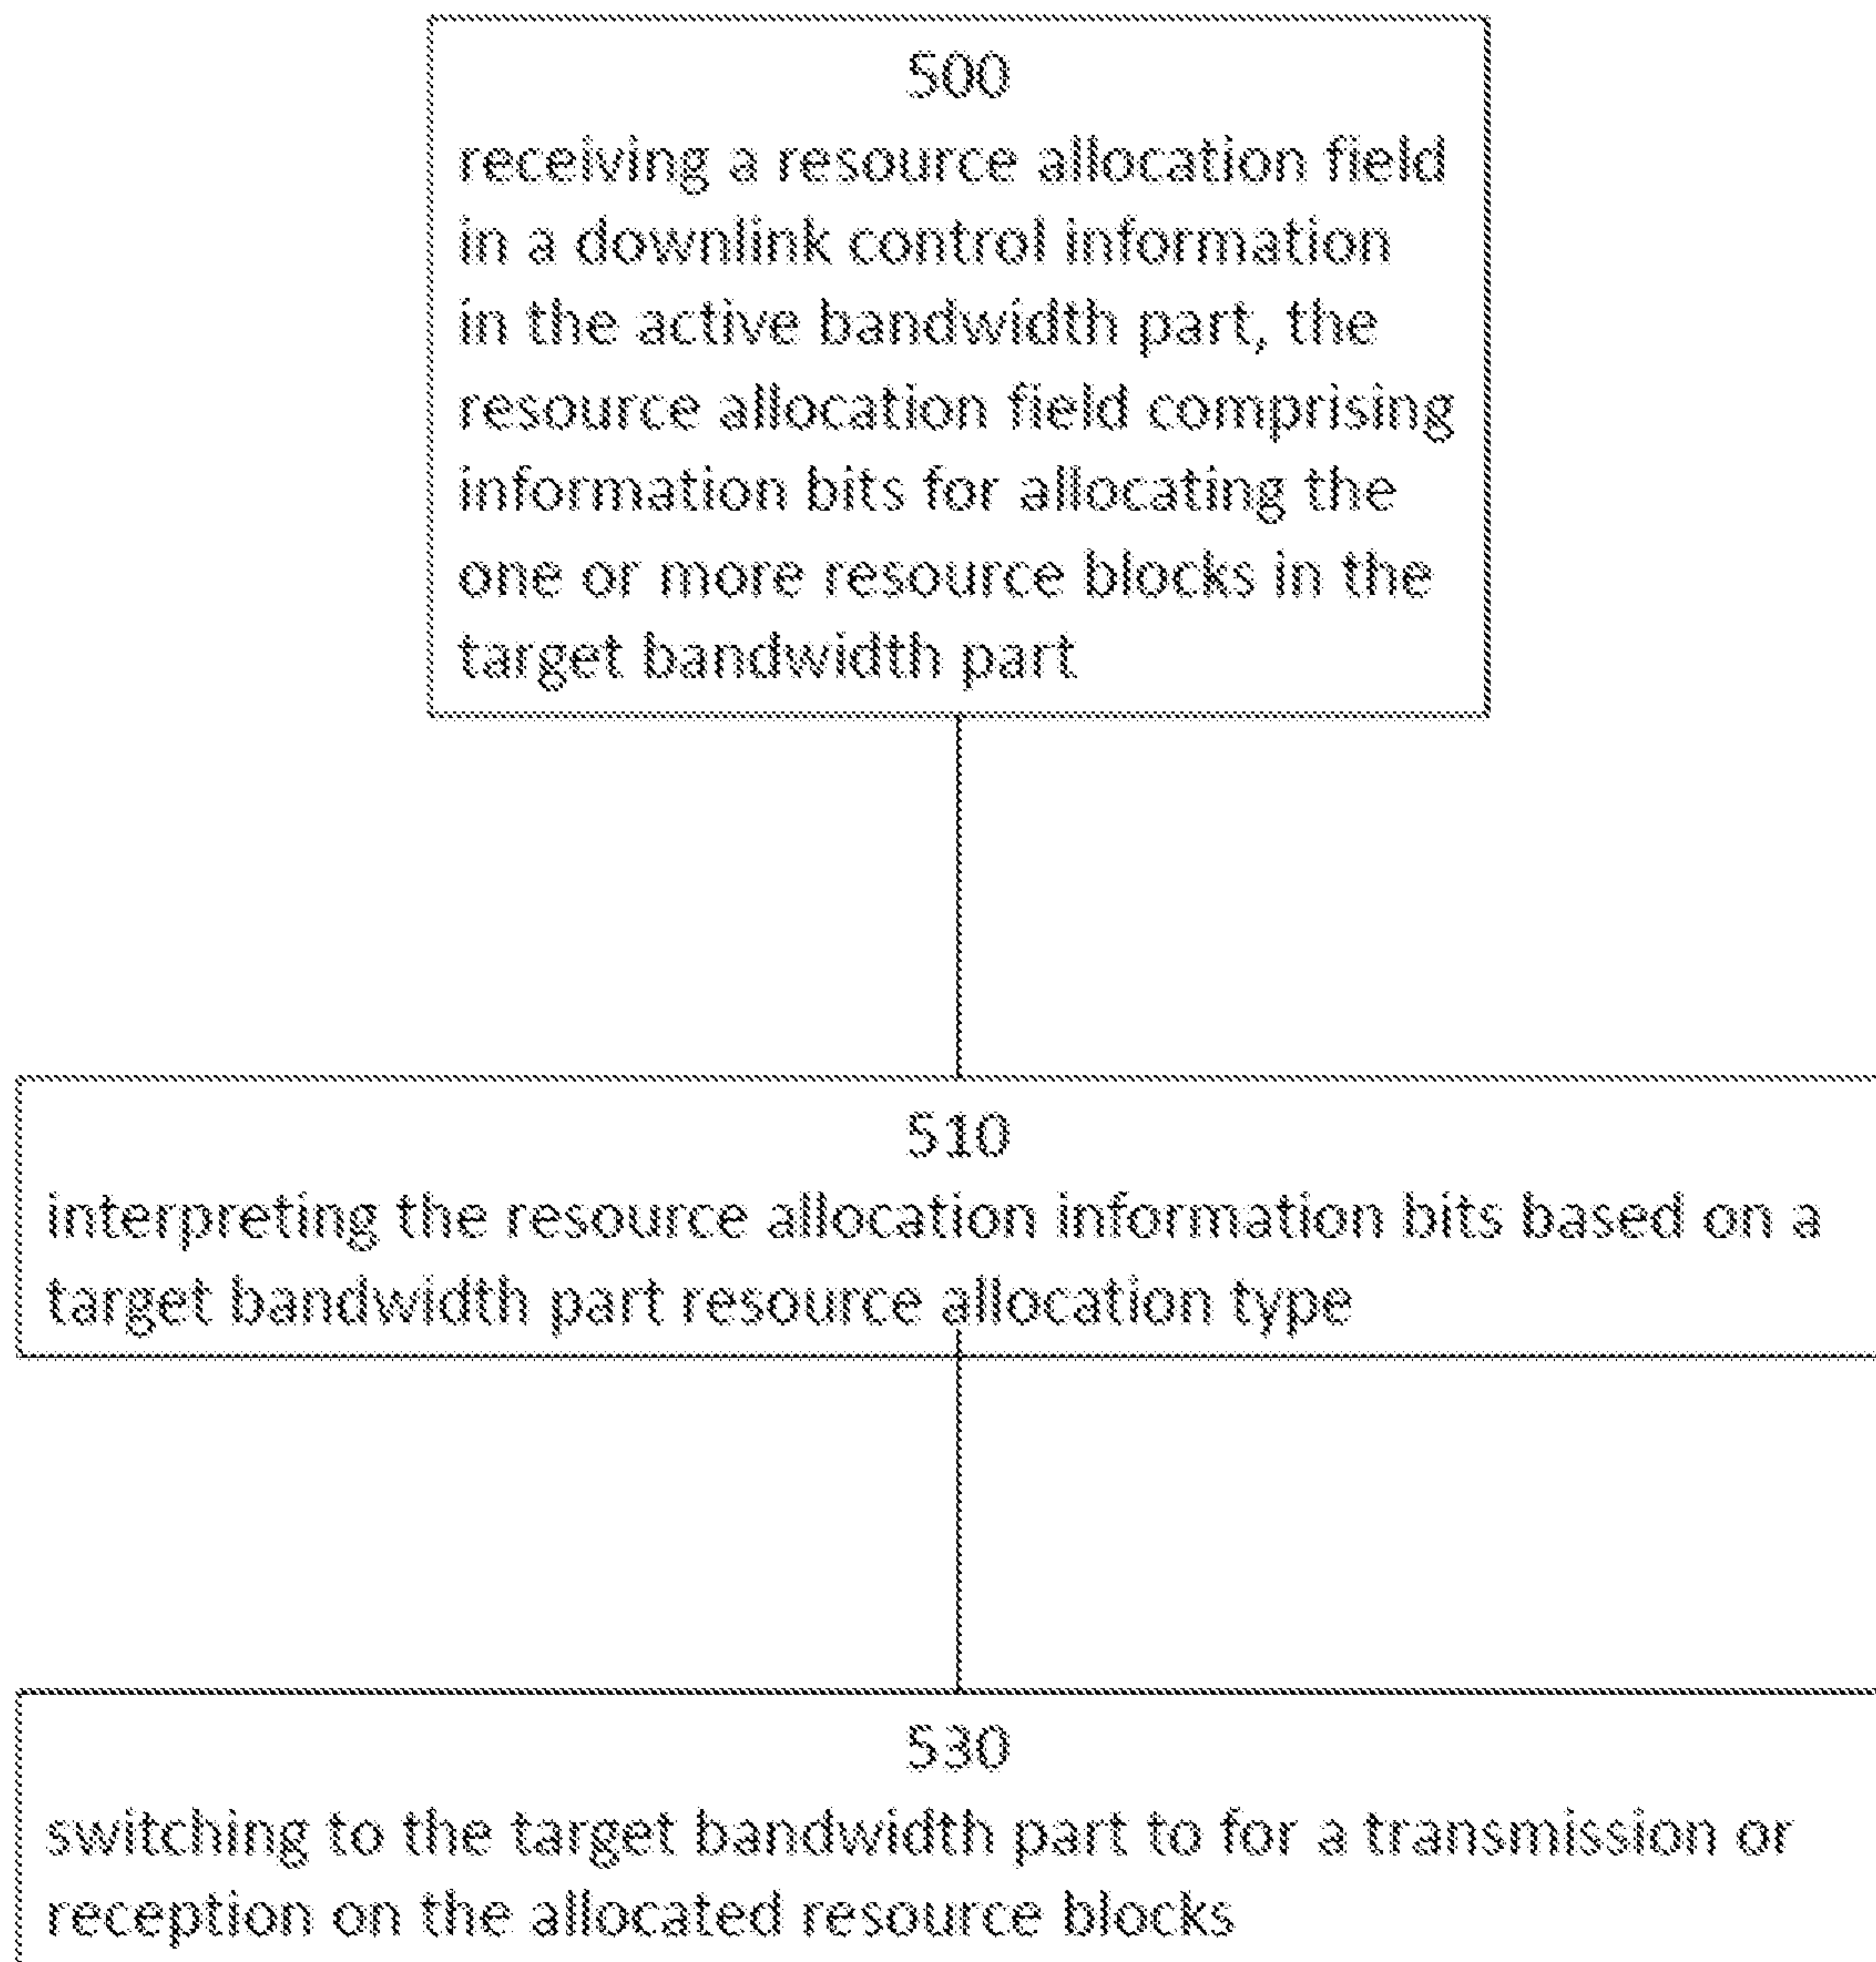 500
receiving a resource allocation field
in a downlink control information
in the active bandwidth part, the
resource allocation field comprising
information bits for allocating the
one or more resource blocks in the
target bandwidth part
510
interpreting the resource allocation information bits based on a
target bandwidth part resource allocation type
530
switching to the target bandwidth part to for a transmission or
reception on the allocated resource blocks